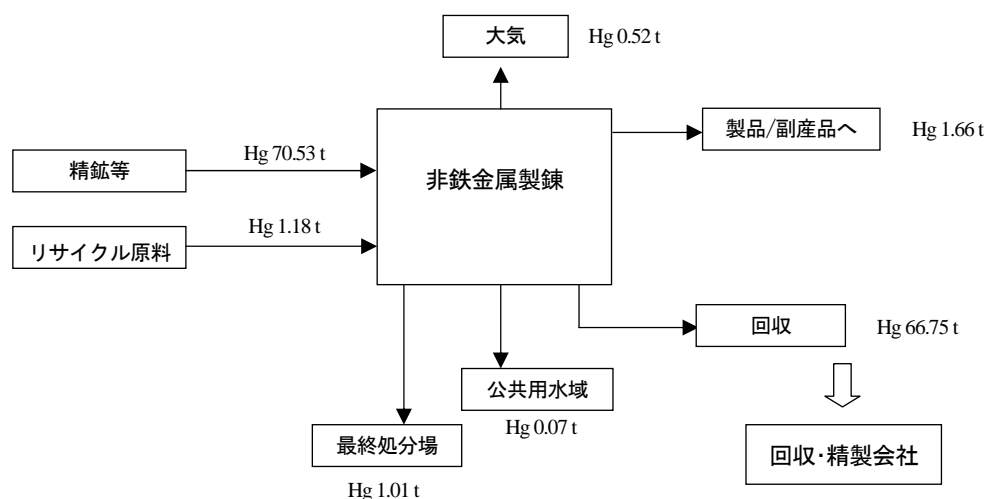 大気
Hg 0.52 t
製品/副産品へ
Hg 1.66 t
精鉱等
Hg 70.53 t
非鉄金属製錬
リサイクル原料
Hg 1.18 t
回収
Hg 66.75 t
公共用水域
Hg 0.07 t
最終処分場
Hg 1.01 t
回収･精製会社